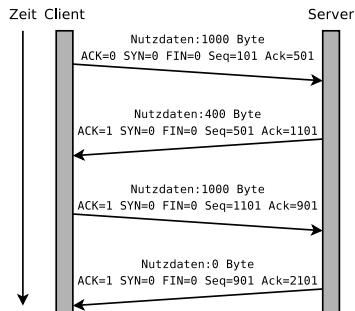 Zeit Client Server
Nutzdaten:1000 Byte
ACK=0 SYN=0 FIN=0 Seq=101 Ack=501
Nutzdaten:400 Byte
ACK=1 SYN=0 FIN=0 Seq=501 Ack=1101
Nutzdaten:1000 Byte
ACK=1 SYN=0 FIN=0 Seq=1101 Ack=901
Nutzdaten:0 Byte
ACK=1 SYN=0 FIN=0 Seq=901 Ack=2101